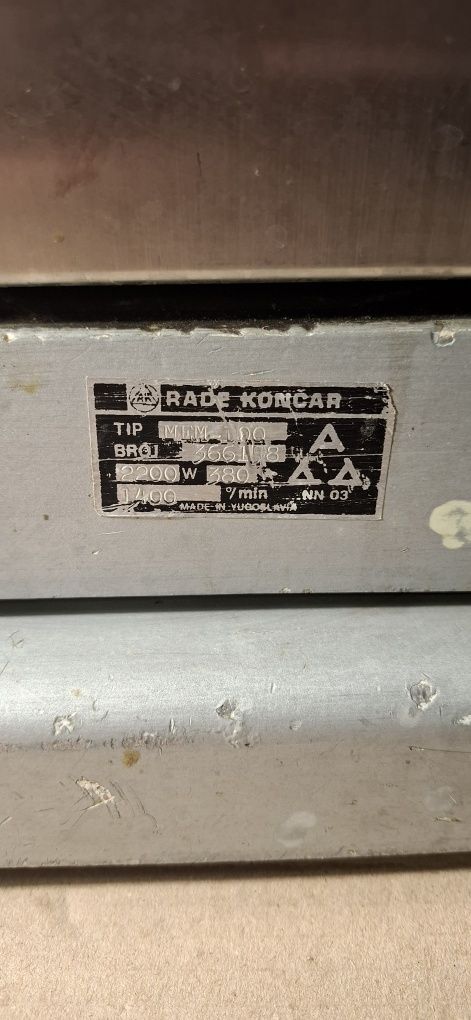 RADE KONČAR
TIP
BROJ
2200 W 380
1400 º/min NN 03
MADE IN YUGOSLAVIA